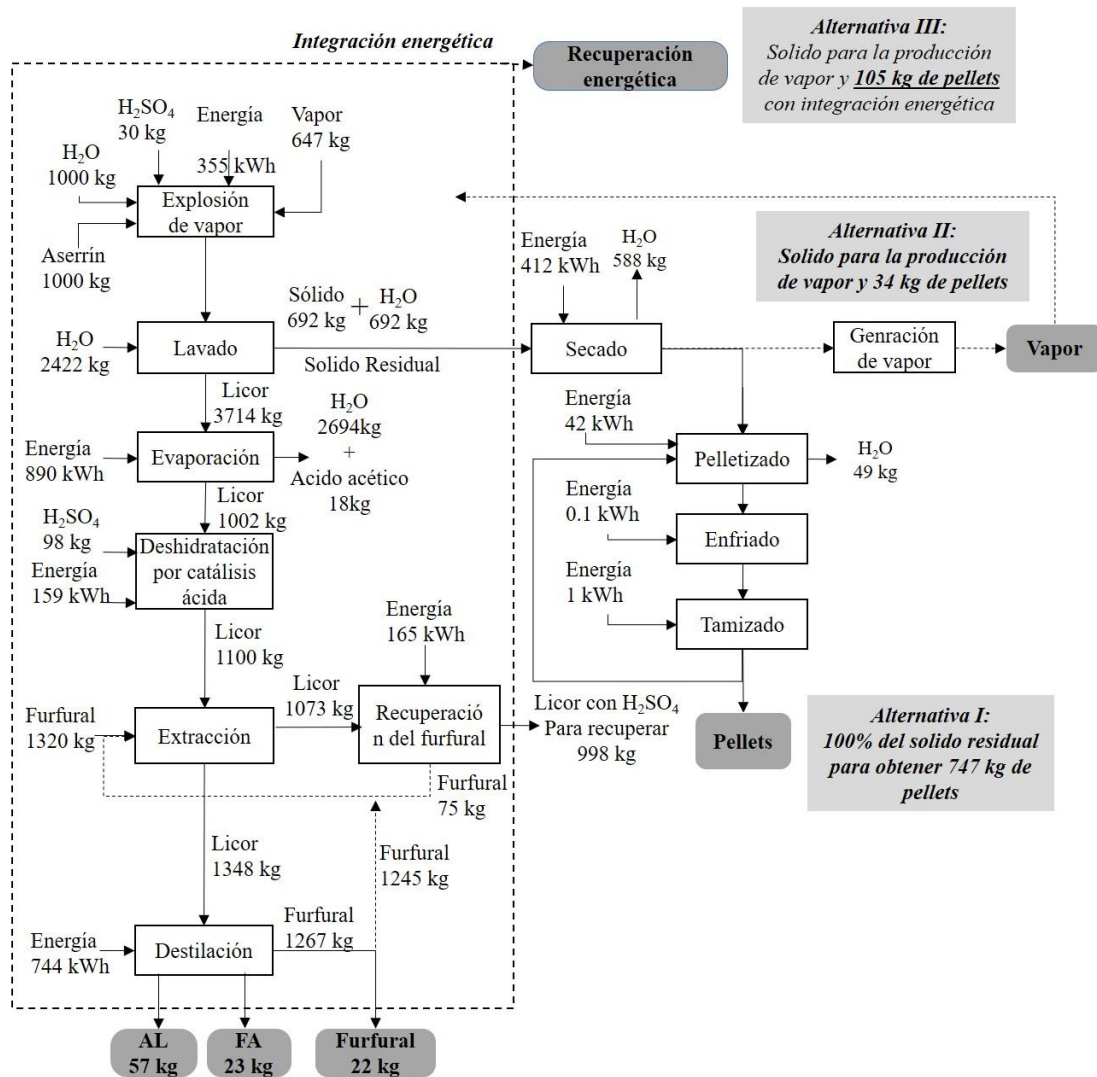 Integración energética
Recuperación
energética
Alternativa III:
Solido para la producción
de vapor y 105 kg de pellets
con integración energética
H₂SO₄
30 kg
Energía
355 kWh
Vapor
647 kg
H₂O
1000 kg
Explosión
de vapor
Aserrín
1000 kg
Energía
412 kWh
H₂O
588 kg
Alternativa II:
Solido para la producción
de vapor y 34 kg de pellets
Sólido
692 kg
+
H₂O
692 kg
H₂O
2422 kg
Lavado
Solido Residual
Secado
Genración
de vapor
Vapor
Licor
3714 kg
H₂O
2694kg
+
Acido acético
18kg
Energía
890 kWh
Evaporación
Energía
42 kWh
Pelletizado
H₂O
49 kg
Licor
1002 kg
H₂SO₄
98 kg
Energía
159 kWh
Deshidratación
por catálisis
ácida
Energía
0.1 kWh
Enfriado
Energía
1 kWh
Tamizado
Licor
1100 kg
Energía
165 kWh
Furfural
1320 kg
Extracción
Licor
1073 kg
Recuperació
n del furfural
Licor con H₂SO₄
Para recuperar
998 kg
Pellets
Alternativa I:
100% del solido residual
para obtener 747 kg de
pellets
Furfural
75 kg
Licor
1348 kg
Furfural
1245 kg
Energía
744 kWh
Destilación
Furfural
1267 kg
AL
57 kg
FA
23 kg
Furfural
22 kg